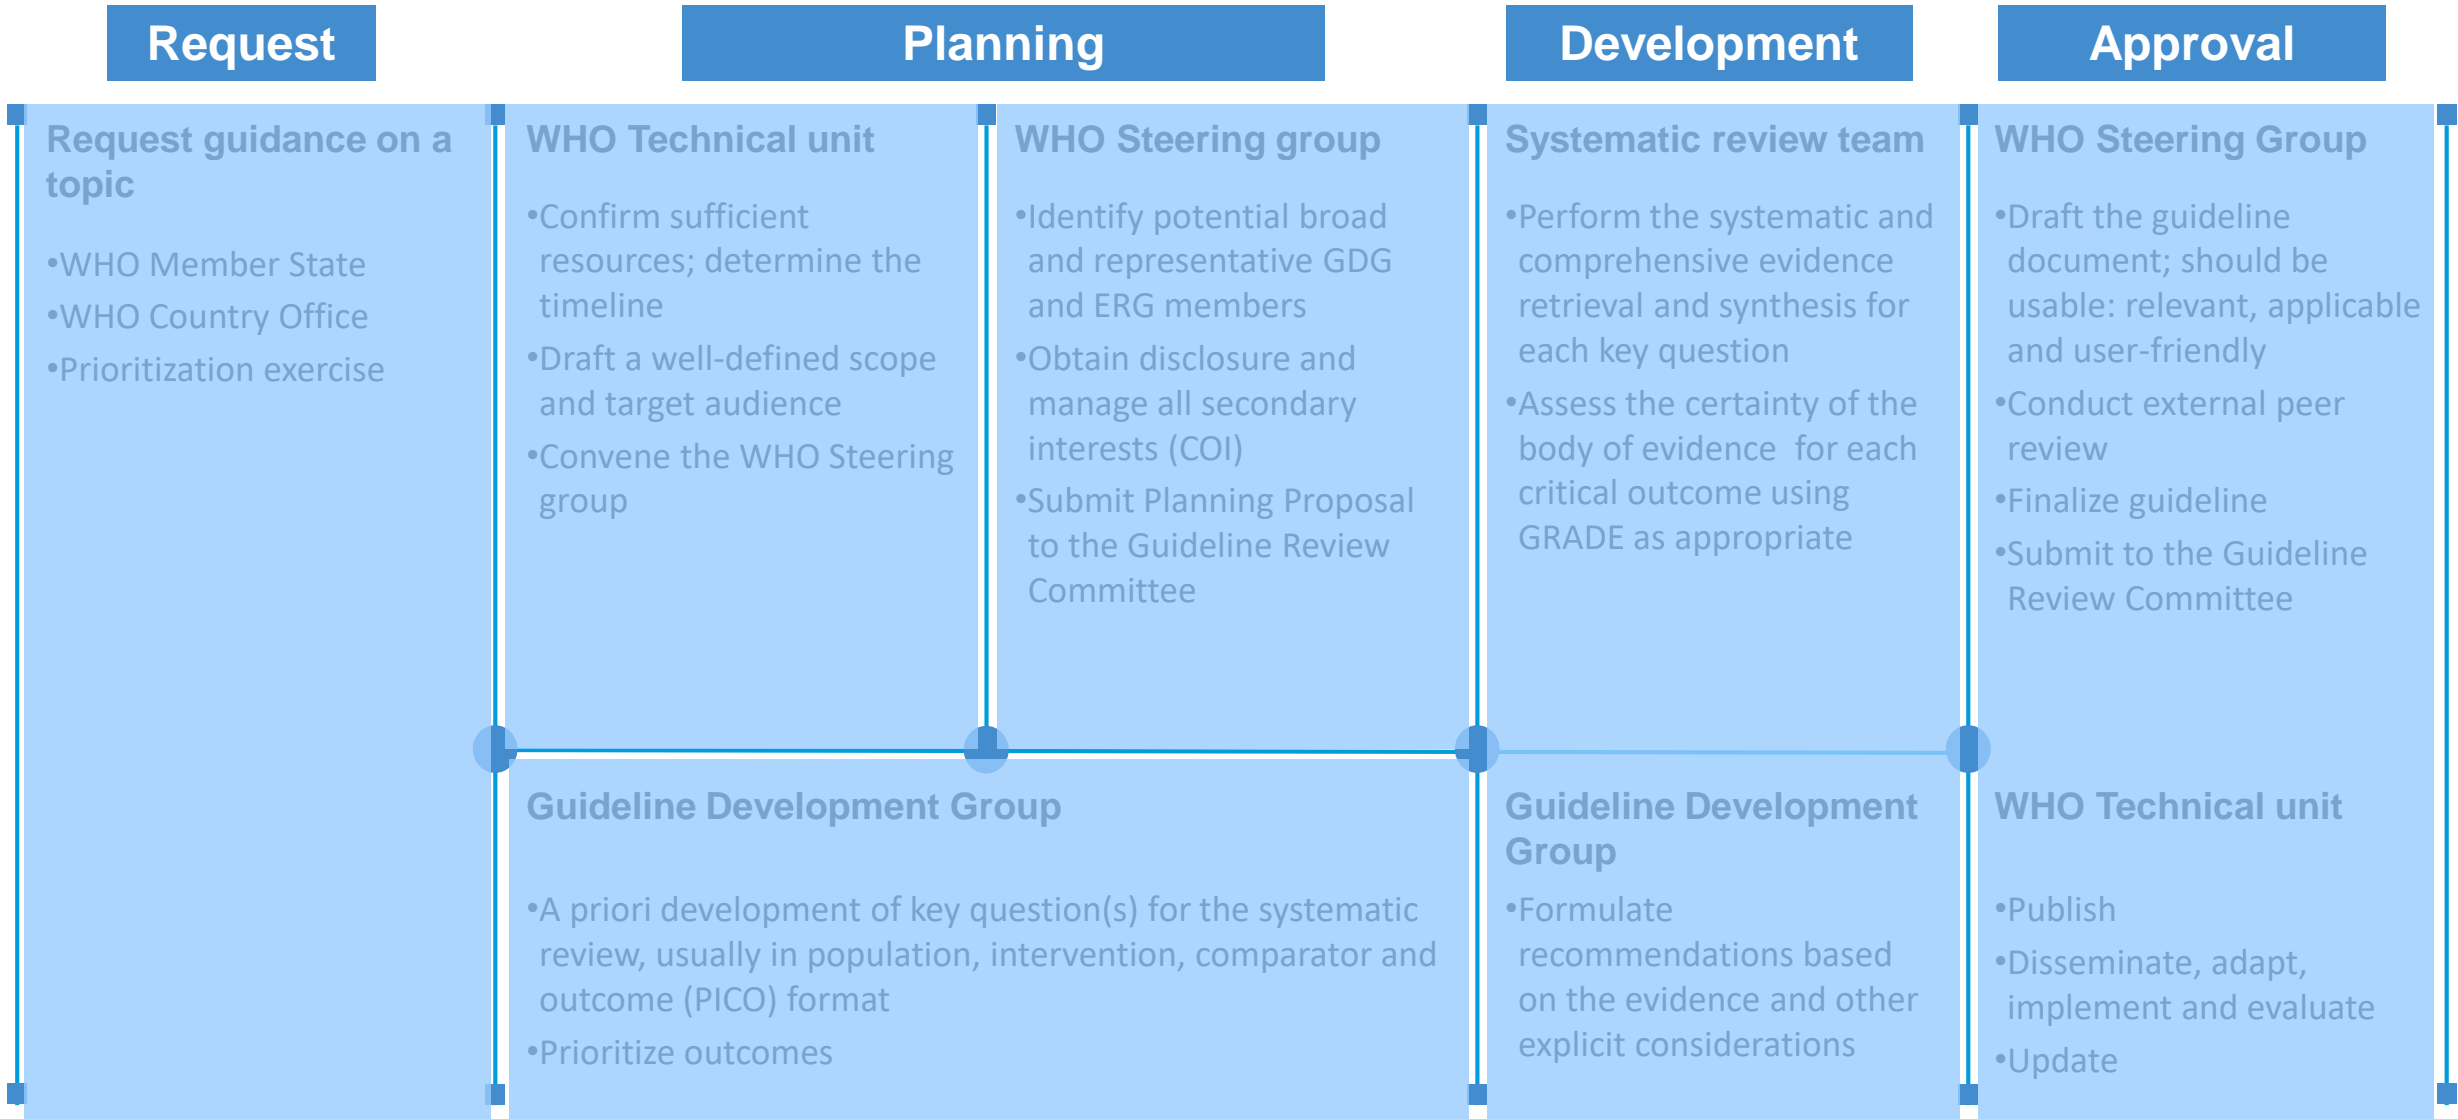 Request
Planning
Development
Approval
Request guidance on a
topic
•WHO Member State
•WHO Country Office
•Prioritization exercise
WHO Technical unit
•Confirm sufficient
resources; determine the
timeline
•Draft a well-defined scope
and target audience
•Convene the WHO Steering
group
WHO Steering group
•Identify potential broad
and representative GDG
and ERG members
•Obtain disclosure and
manage all secondary
interests (COI)
•Submit Planning Proposal
to the Guideline Review
Committee
Guideline Development Group
•A priori development of key question(s) for the systematic
review, usually in population, intervention, comparator and
outcome (PICO) format
•Prioritize outcomes
Systematic review team
•Perform the systematic and
comprehensive evidence
retrieval and synthesis for
each key question
•Assess the certainty of the
body of evidence  for each
critical outcome using
GRADE as appropriate
Guideline Development
Group
•Formulate
recommendations based
on the evidence and other
explicit considerations
WHO Steering Group
•Draft the guideline
document; should be
usable: relevant, applicable
and user-friendly
•Conduct external peer
review
•Finalize guideline
•Submit to the Guideline
Review Committee
WHO Technical unit
•Publish
•Disseminate, adapt,
implement and evaluate
•Update